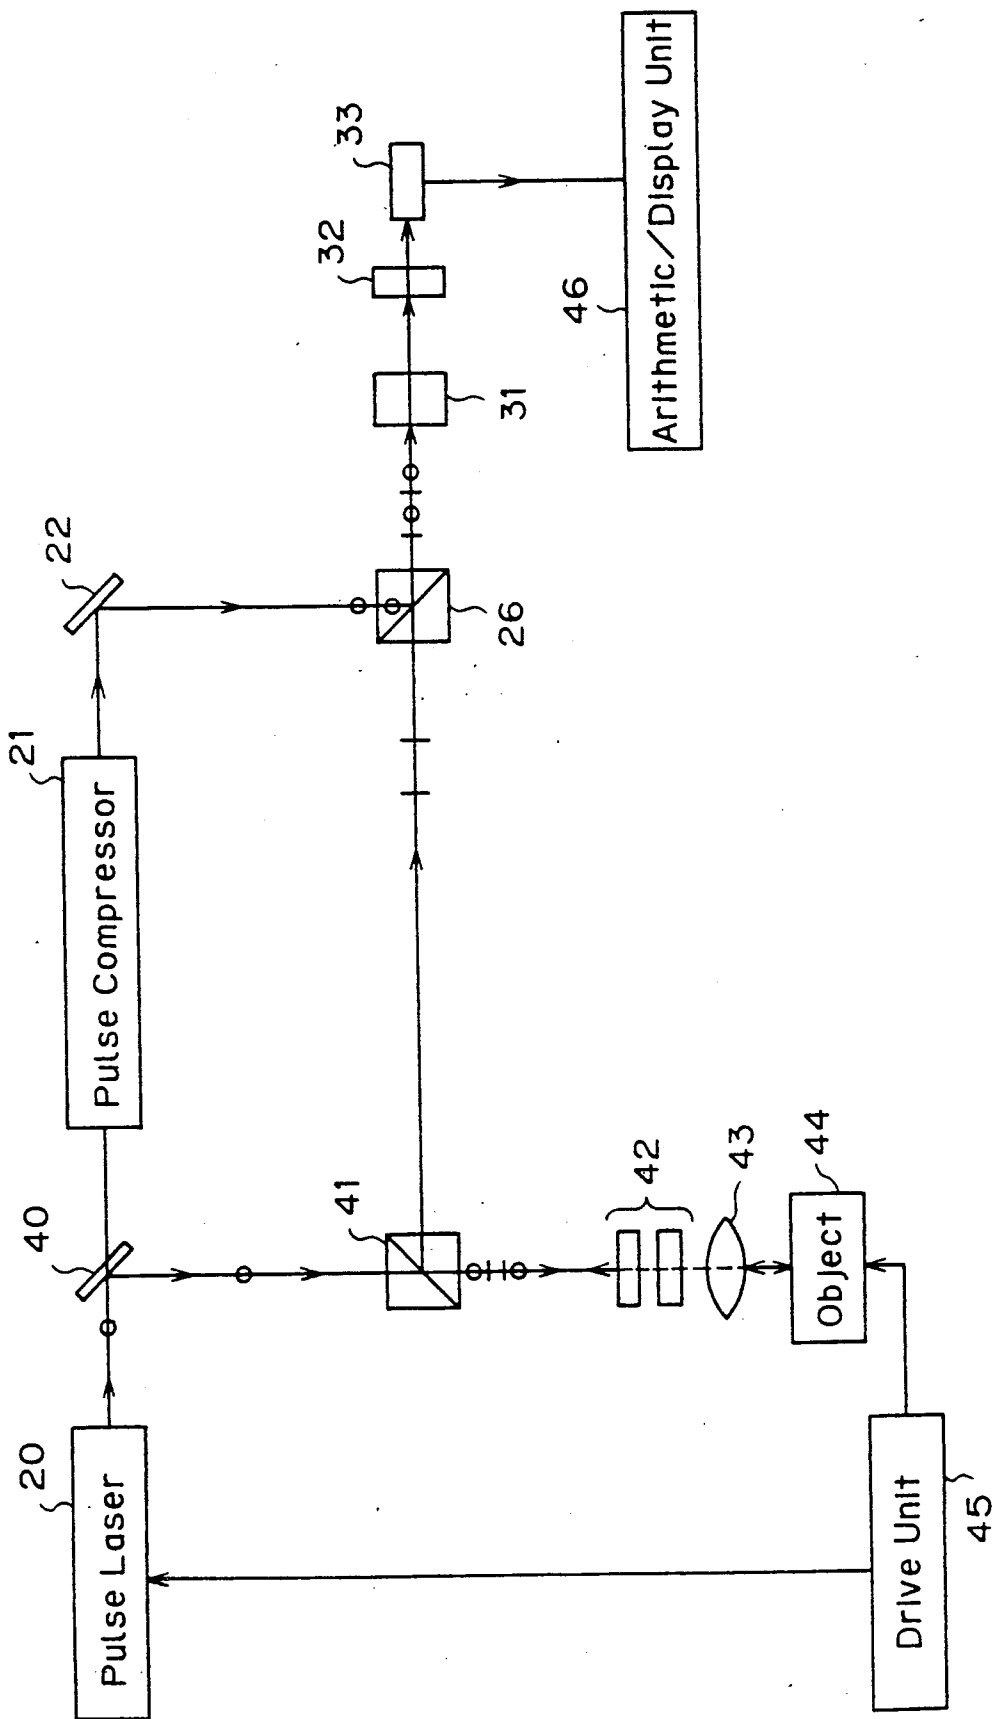 20
Pulse Laser
40
21
Pulse Compressor
22
41
26
31
32
33
42
43
44
Object
45
Drive Unit
46
Arithmetic/Display Unit